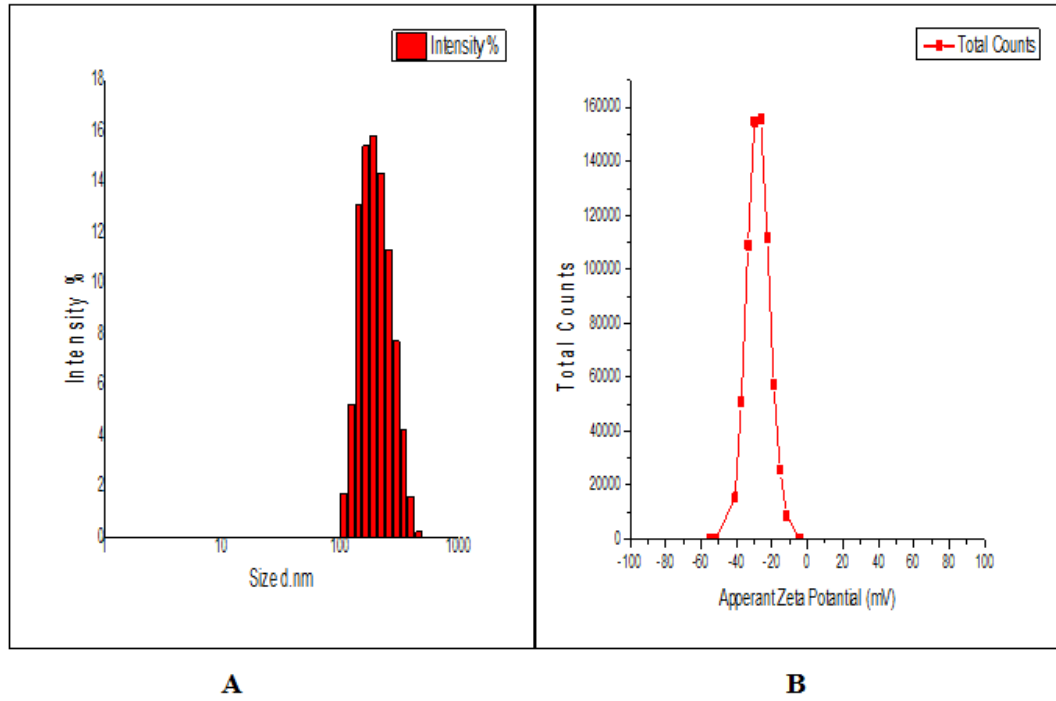 Intensity %
18
16
14
12
10
8
6
4
2
0
Intensity %
1 10 100 1000
Size d.nm
A
Total Counts
160000
140000
120000
100000
80000
60000
40000
20000
0
Total Counts
-100 -80 -60 -40 -20 0 20 40 60 80 100
Apperant Zeta Potential (mV)
B